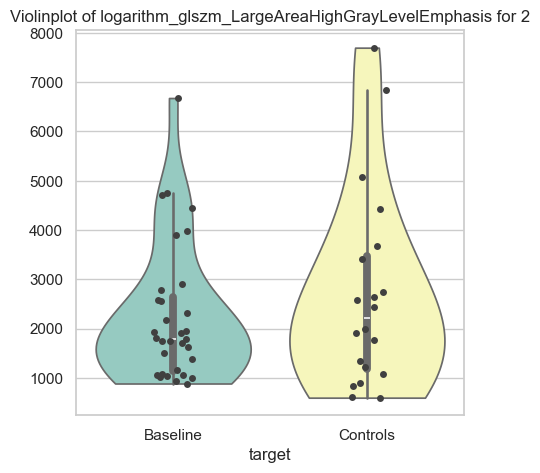 Violinplot of logarithm_glszm_LargeAreaHighGrayLevelEmphasis for 2
8000
7000
6000
5000
4000
3000
2000
1000
Baseline Controls
target